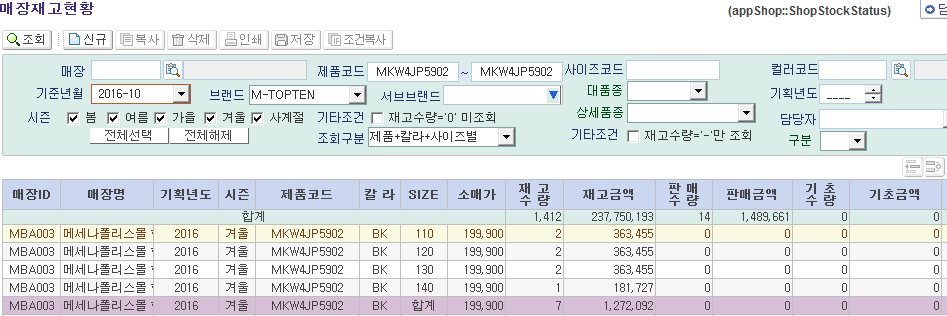 매장재고현황 (appShop::ShopStockStatus)
조회 신규 복사 삭제 인쇄 저장 조건복사
매장 제품코드 MKW4JP5902 ~ MKW4JP5902 사이즈코드 컬러코드
기준년월 2016-10 브랜드 M-TOPTEN 서브브랜드 대품종 기획년도 ____
시즌 봄 여름 가을 겨울 사계절 기타조건 재고수량='0' 미조회 상세품종 담당자
전체선택 전체해제 조회구분 제품+칼라+사이즈별 기타조건 재고수량='-'만 조회 구분
매장ID 매장명 기획년도 시즌 제품코드 칼 라 SIZE 소매가 재 고 수 량 재고금액 판 매 수 량 판매금액 기 초 수 량 기초금액
합계 1,412 237,750,193 14 1,489,661 0 0
MBA003 메세나폴리스몰 2016 겨울 MKW4JP5902 BK 110 199,900 2 363,455 0 0 0 0
MBA003 메세나폴리스몰 2016 겨울 MKW4JP5902 BK 120 199,900 2 363,455 0 0 0 0
MBA003 메세나폴리스몰 2016 겨울 MKW4JP5902 BK 130 199,900 2 363,455 0 0 0 0
MBA003 메세나폴리스몰 2016 겨울 MKW4JP5902 BK 140 199,900 1 181,727 0 0 0 0
MBA003 메세나폴리스몰 2016 겨울 MKW4JP5902 BK 합계 199,900 7 1,272,092 0 0 0 0